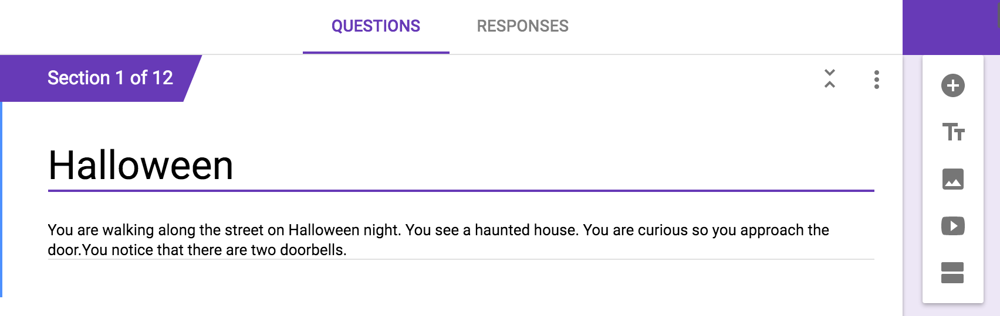 QUESTIONS RESPONSES
Section 1 of 12
Halloween
You are walking along the street on Halloween night. You see a haunted house. You are curious so you approach the
door.You notice that there are two doorbells.